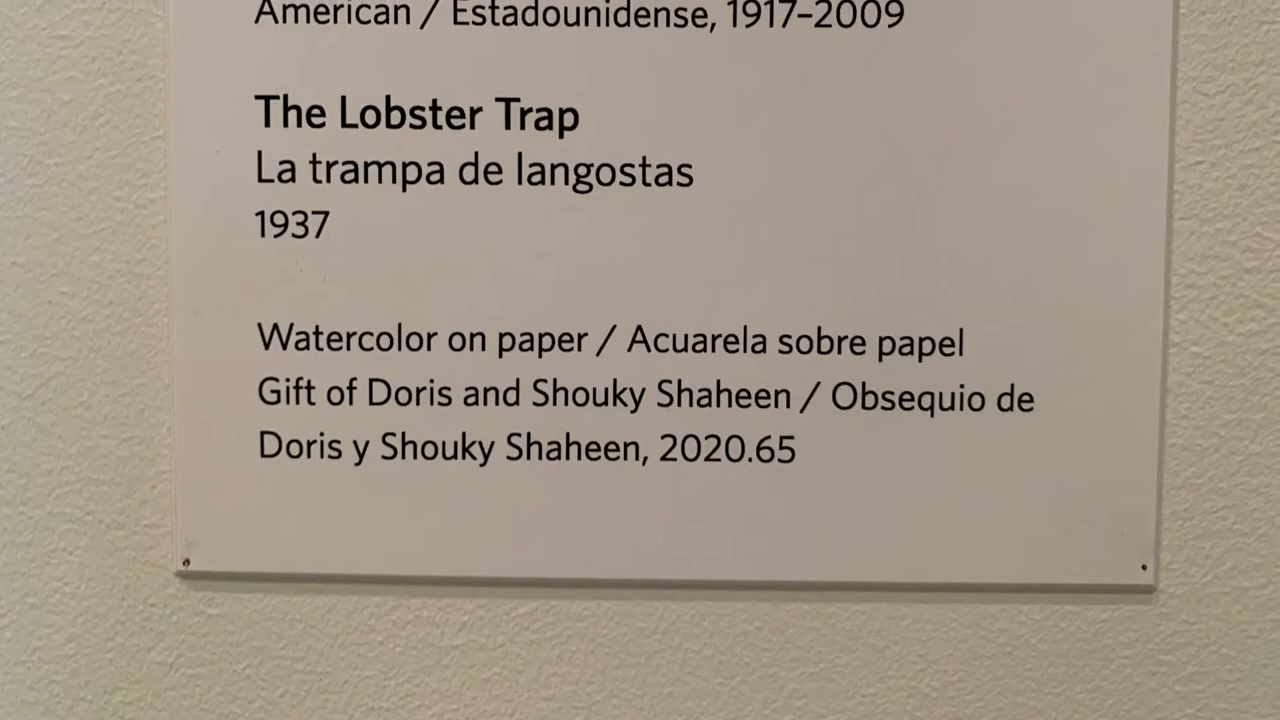 American / Estadounidense, 1917–2009
The Lobster Trap
La trampa de langostas
1937
Watercolor on paper / Acuarela sobre papel
Gift of Doris and Shouky Shaheen / Obsequio de
Doris y Shouky Shaheen, 2020.65